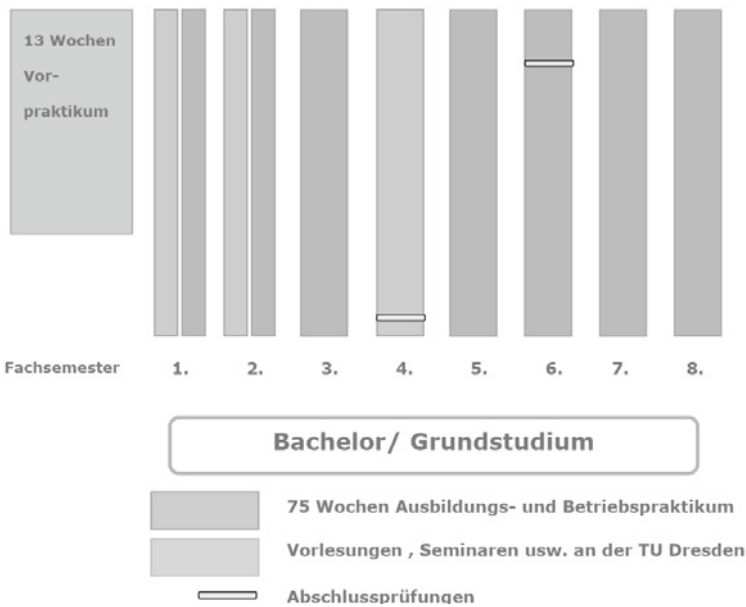 13 Wochen
Vor-
praktikum
Fachsemester 1. 2. 3. 4. 5. 6. 7. 8.
Bachelor/ Grundstudium
75 Wochen Ausbildungs- und Betriebspraktikum
Vorlesungen , Seminaren usw. an der TU Dresden
Abschlussprüfungen